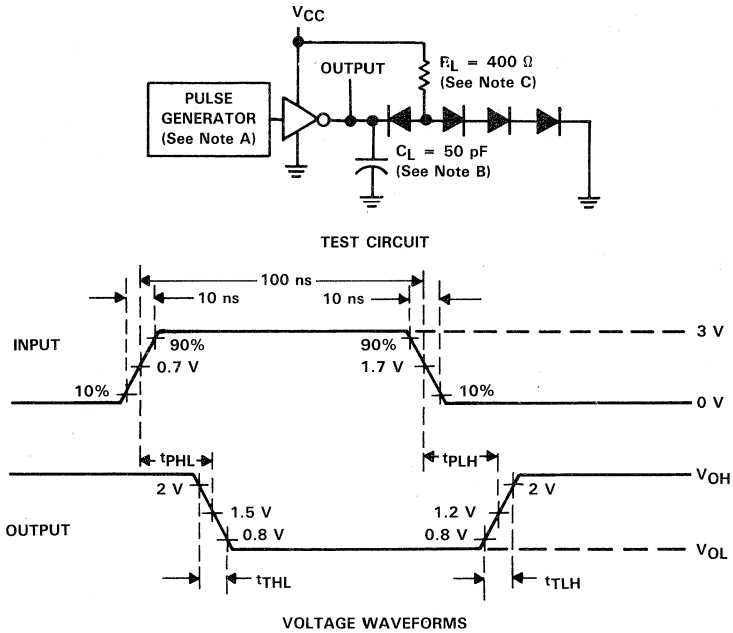 VCC
OUTPUT
RL = 400 Ω
(See Note C)
PULSE
GENERATOR
(See Note A)
CL = 50 pF
(See Note B)
TEST CIRCUIT
100 ns
10 ns
10 ns
INPUT
90%
90%
3 V
0.7 V
1.7 V
10%
10%
0 V
tPHL
tPLH
VOH
2 V
2 V
1.5 V
1.2 V
OUTPUT
0.8 V
0.8 V
VOL
tTHL
tTLH
VOLTAGE WAVEFORMS